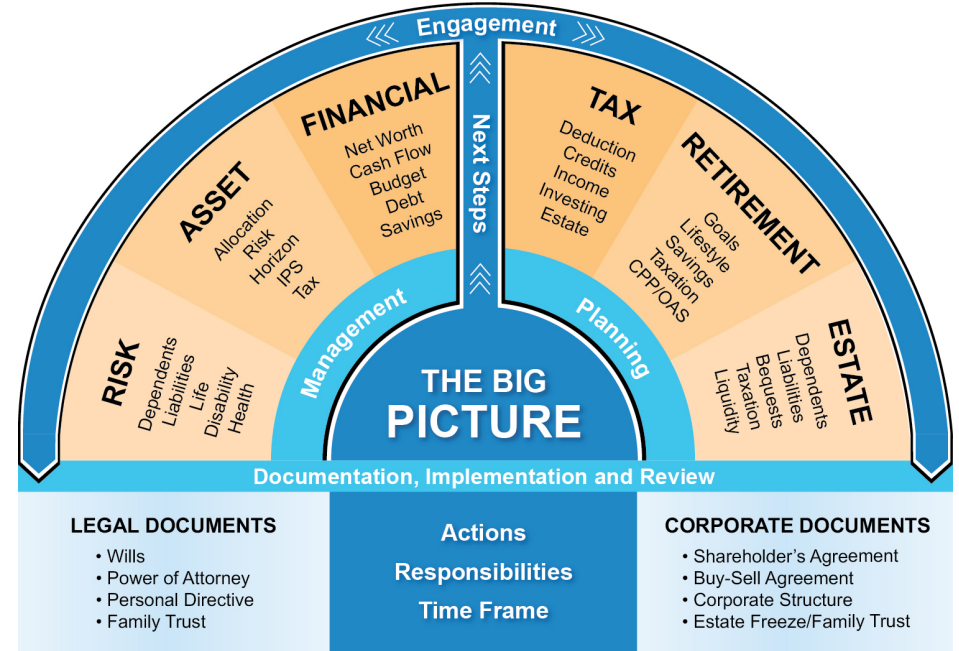 Engagement
Next Steps
FINANCIAL
Net Worth
Cash Flow
Budget
Debt
Savings
ASSET
Allocation
Risk
Horizon
IPS
Tax
RISK
Dependents
Liabilities
Life
Disability
Health
Management
TAX
Deduction
Credits
Income
Investing
Estate
RETIREMENT
Goals
Lifestyle
Savings
Taxation
CPP/OAS
ESTATE
Dependents
Liabilities
Bequests
Taxation
Liquidity
Planning
THE BIG
PICTURE
Documentation, Implementation and Review
LEGAL DOCUMENTS
• Wills
• Power of Attorney
• Personal Directive
• Family Trust
Actions
Responsibilities
Time Frame
CORPORATE DOCUMENTS
• Shareholder's Agreement
• Buy-Sell Agreement
• Corporate Structure
• Estate Freeze/Family Trust